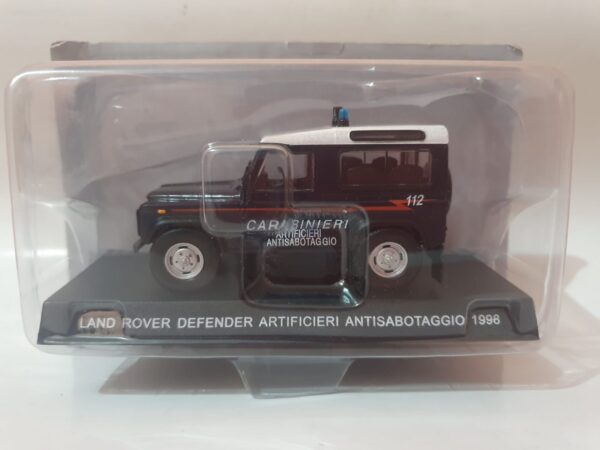 112
CARABINIERI
ARTIFICIERI
ANTISABOTAGGIO
LAND ROVER DEFENDER ARTIFICIERI ANTISABOTAGGIO 1996